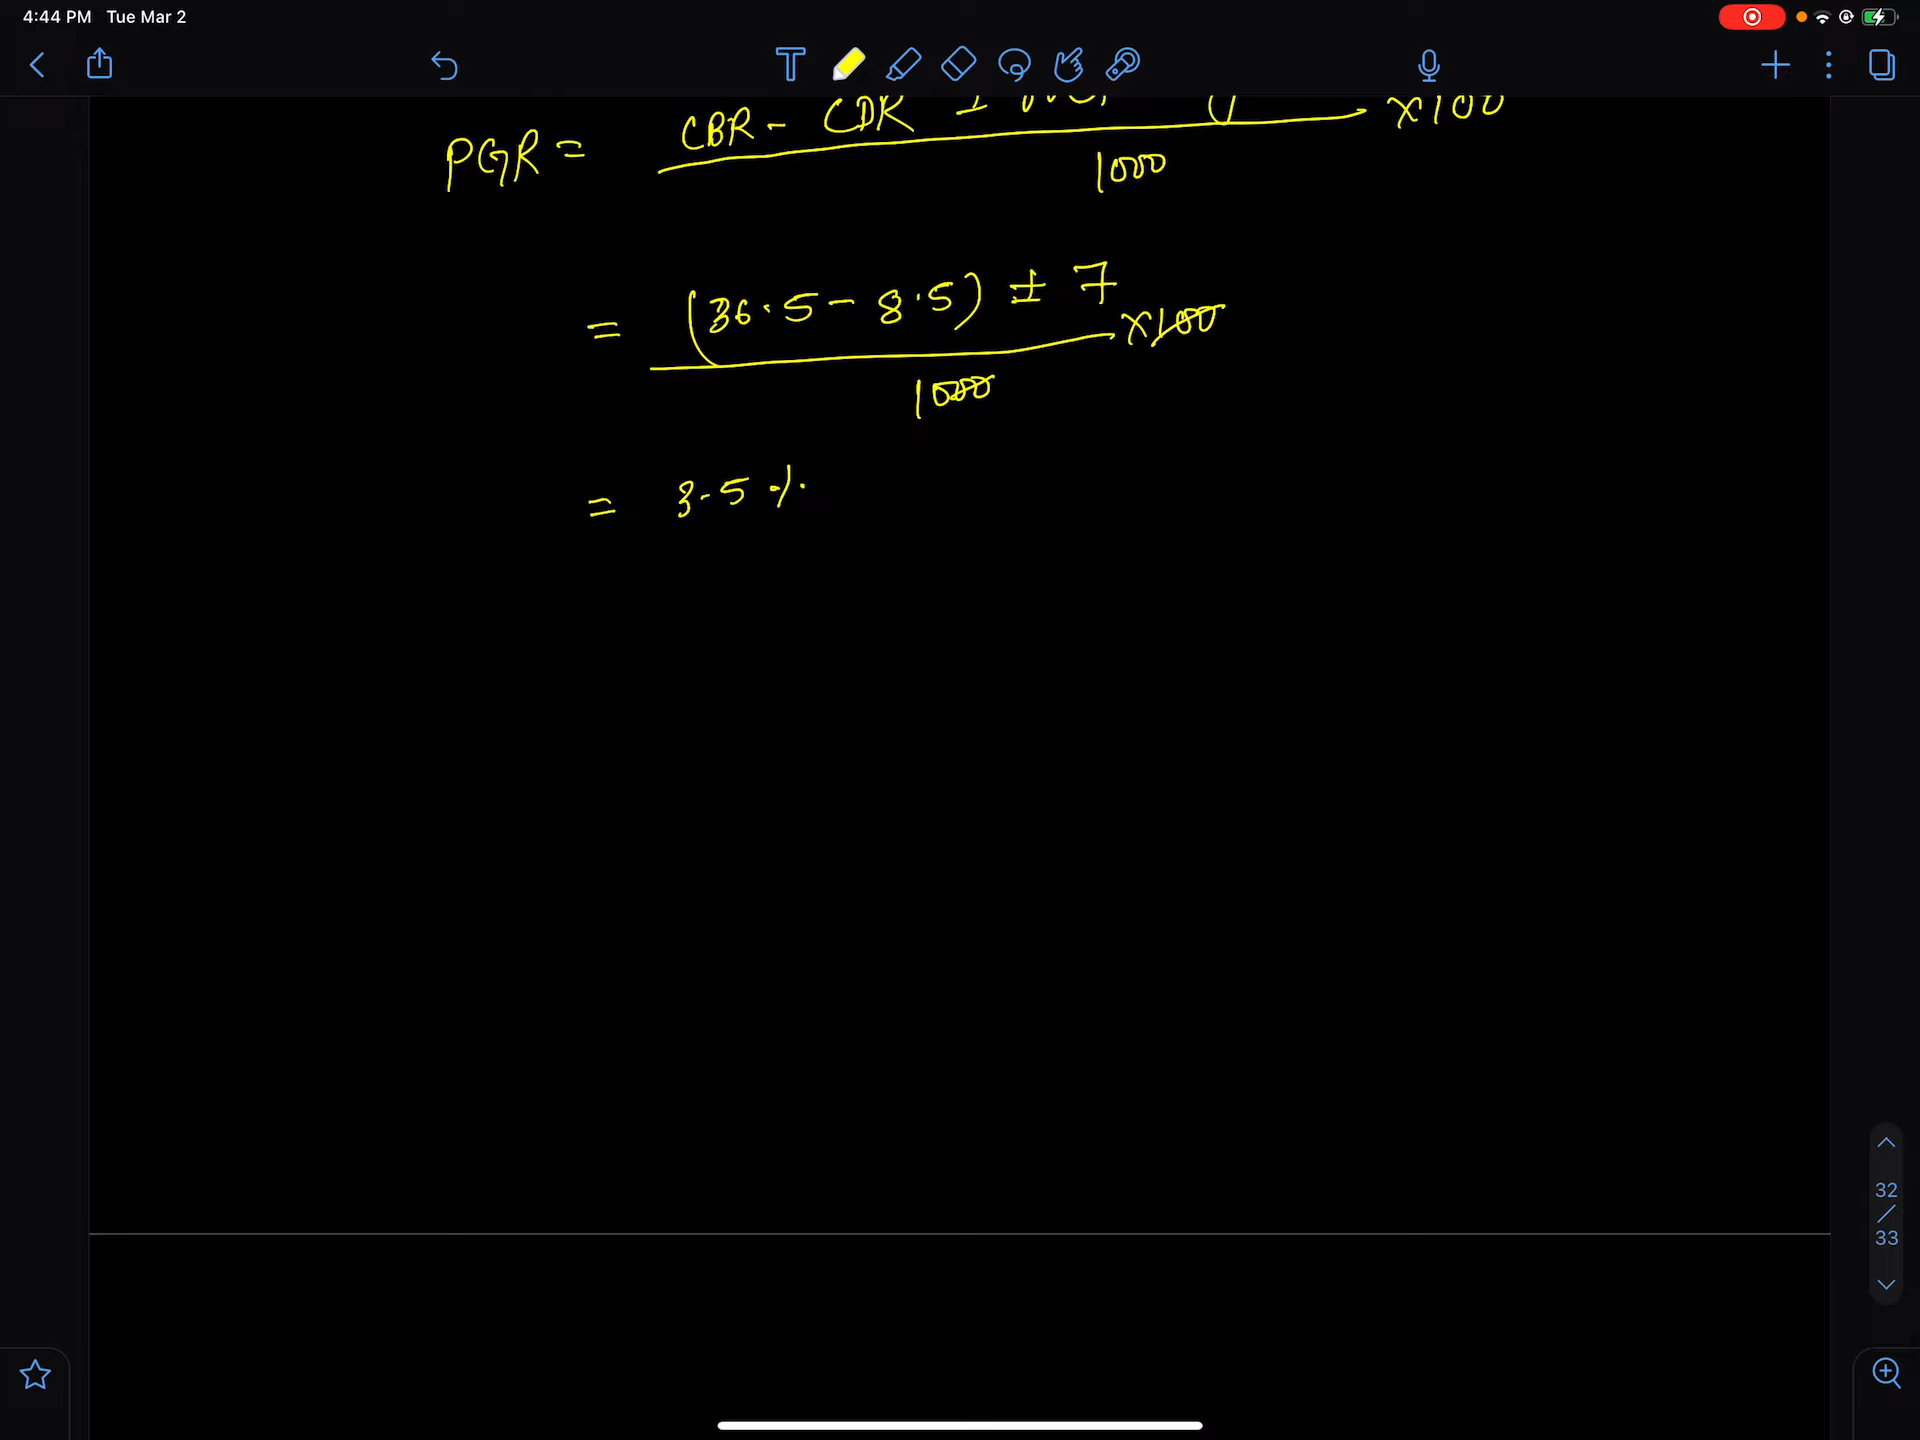 4:44 PM Tue Mar 2
PGR = CBR - CDR ±
x100
1000
= (36.5 - 8.5) ± 7
x100
1000
= 3.5 %
32
/
33